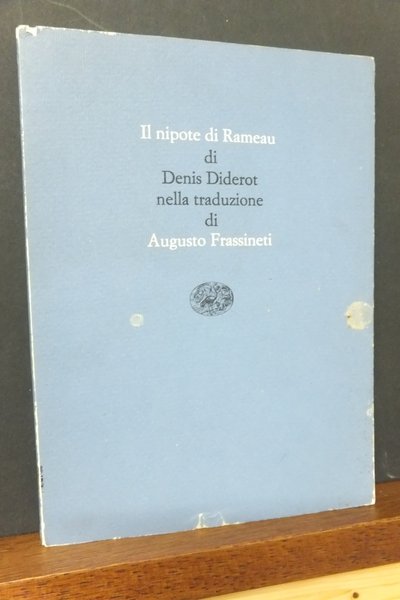 Il nipote di Rameau
di
Denis Diderot
nella traduzione
di
Augusto Frassineti